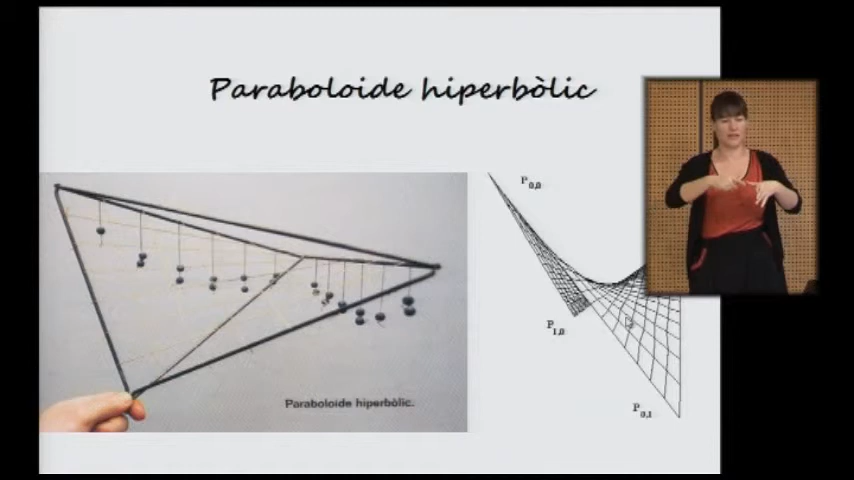 Paraboloide hiperbòlic
P0,0
P1,0
P0,1
Paraboloide hiperbòlic.